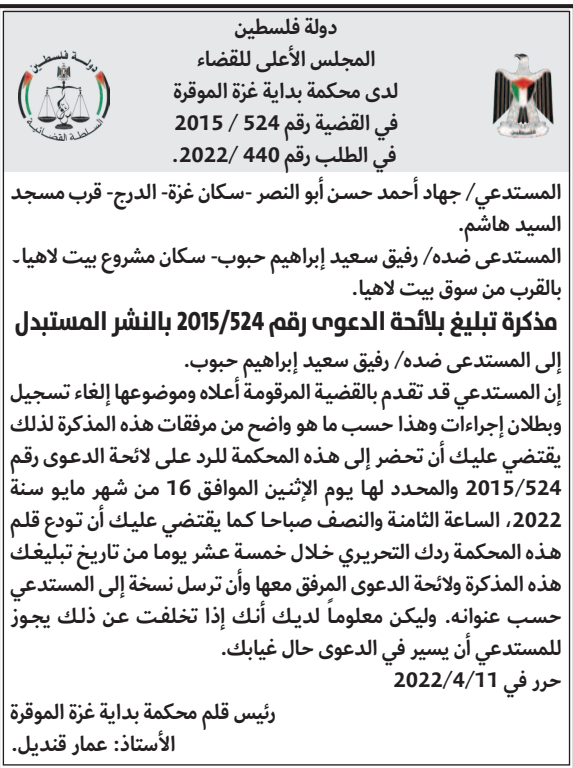 دولة فلسطين
المجلس الأعلى للقضاء
لدى محكمة بداية غزة الموقرة
في القضية رقم 524 / 2015
في الطلب رقم 440 /2022.
دولة فلسطين
السلطة القضائية
فلسطين
المستدعي/ جهاد أحمد حسن أبو النصر -سكان غزة- الدرج- قرب مسجد
السيد هاشم.
المستدعى ضده/ رفيق سعيد إبراهيم حبوب- سكان مشروع بيت لاهيا-
بالقرب من سوق بيت لاهيا.
مذكرة تبليغ بلائحة الدعوى رقم 2015/524 بالنشر المستبدل
إلى المستدعى ضده/ رفيق سعيد إبراهيم حبوب.
إن المستدعي قد تقدم بالقضية المرقومة أعلاه وموضوعها إلغاء تسجيل
وبطلان إجراءات وهذا حسب ما هو واضح من مرفقات هذه المذكرة لذلك
يقتضي عليك أن تحضر إلى هذه المحكمة للرد على لائحة الدعوى رقم
2015/524 والمحدد لها يوم الإثنين الموافق 16 من شهر مايو سنة
2022، الساعة الثامنة والنصف صباحا كما يقتضي عليك أن تودع قلم
هذه المحكمة ردك التحريري خلال خمسة عشر يوما من تاريخ تبليغك
هذه المذكرة ولائحة الدعوى المرفق معها وأن ترسل نسخة إلى المستدعي
حسب عنوانه. وليكن معلوماً لديك أنك إذا تخلفت عن ذلك يجوز
للمستدعي أن يسير في الدعوى حال غيابك.
حرر في 2022/4/11
رئيس قلم محكمة بداية غزة الموقرة
الأستاذ: عمار قنديل.